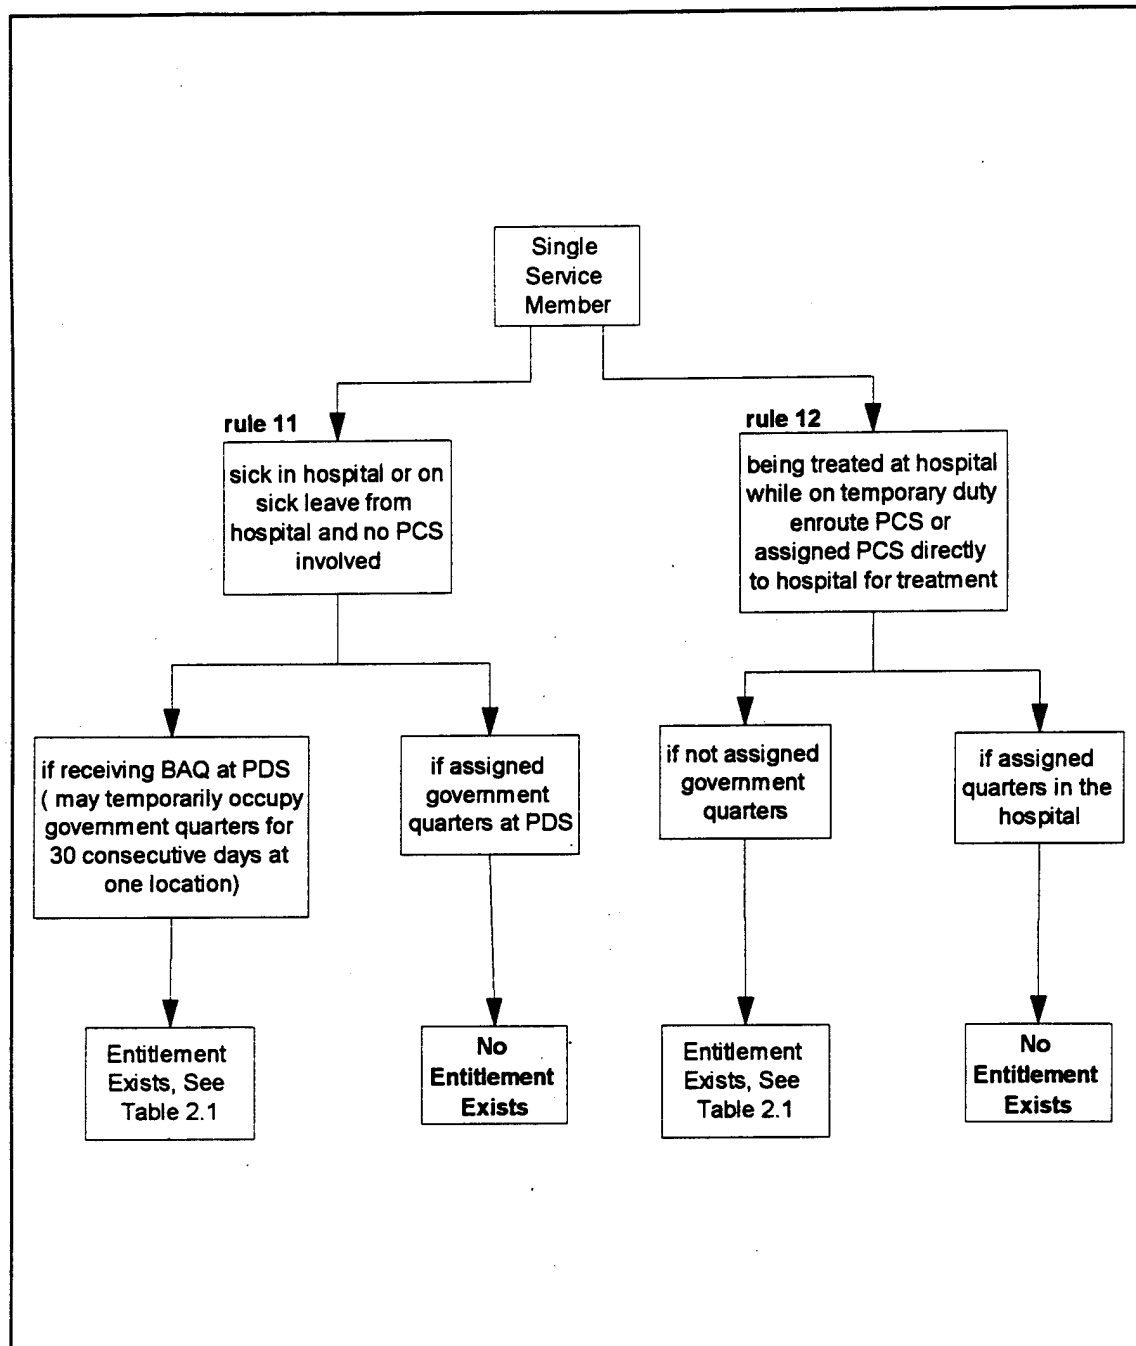 Single
Service
Member
rule 11
sick in hospital or on
sick leave from
hospital and no PCS
involved
rule 12
being treated at hospital
while on temporary duty
enroute PCS or
assigned PCS directly
to hospital for treatment
if receiving BAQ at PDS
( may temporarily occupy
government quarters for
30 consecutive days at
one location)
if assigned
government
quarters at PDS
if not assigned
government
quarters
if assigned
quarters in the
hospital
Entitlement
Exists, See
Table 2.1
No
Entitlement
Exists
Entitlement
Exists, See
Table 2.1
No
Entitlement
Exists